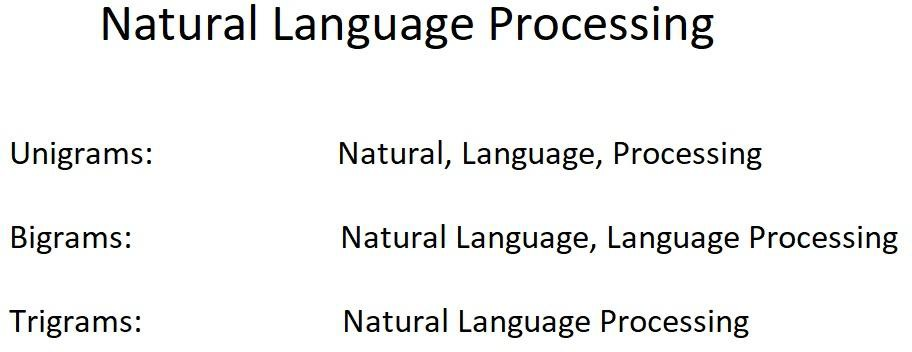 Natural Language Processing
Unigrams: Natural, Language, Processing
Bigrams: Natural Language, Language Processing
Trigrams: Natural Language Processing